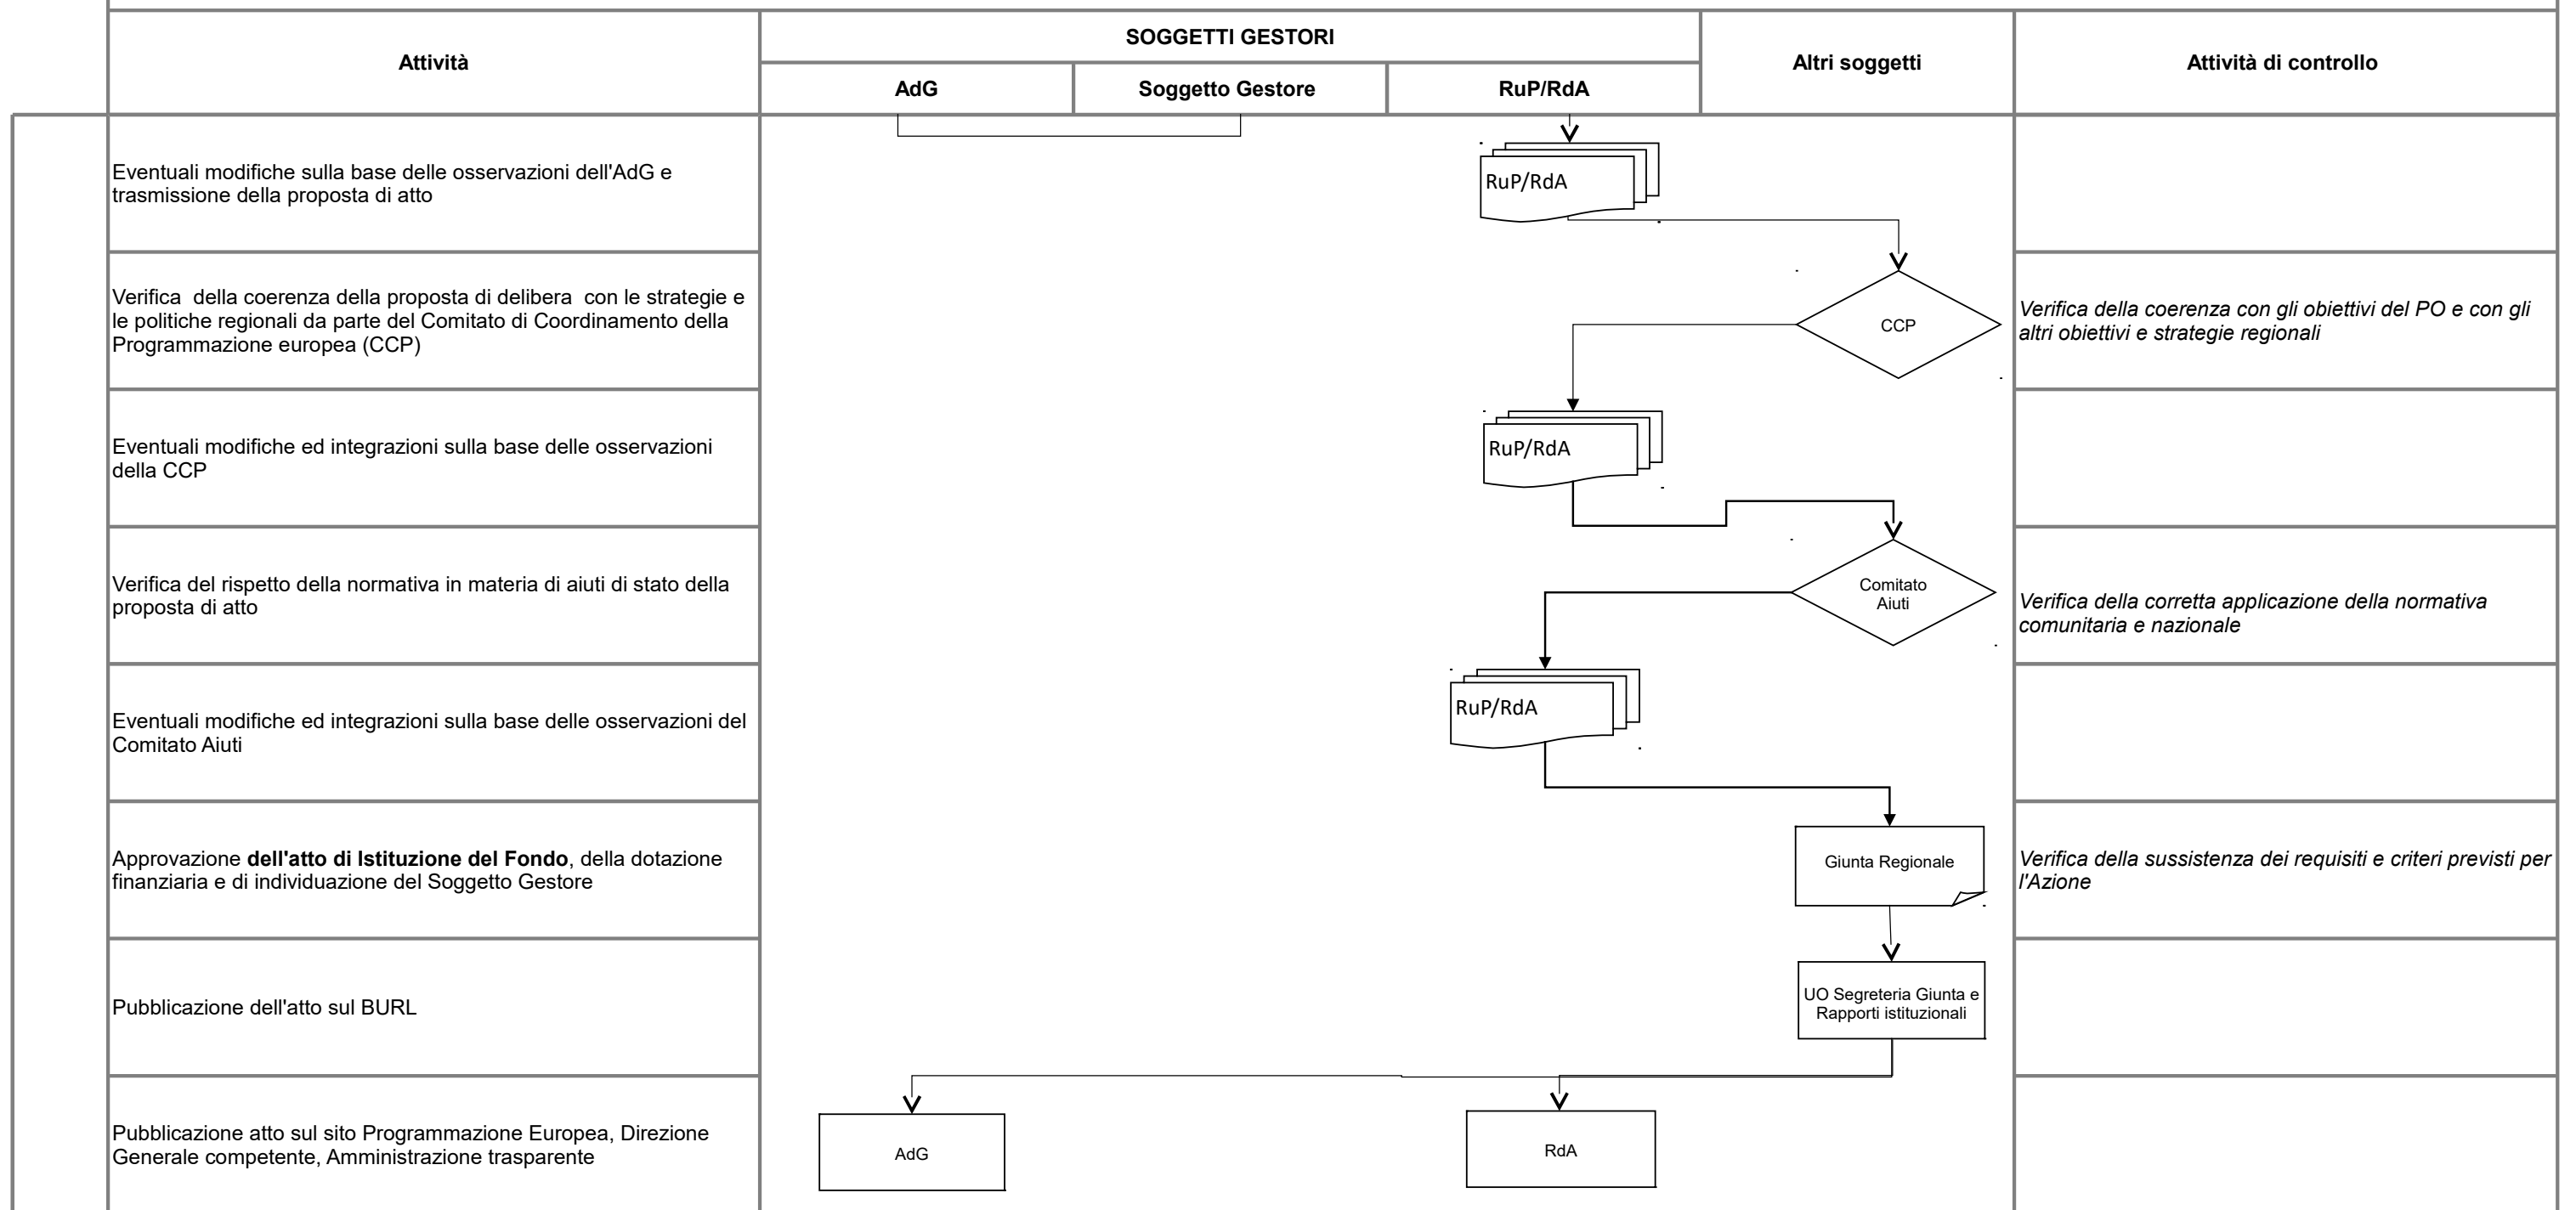 Attività
SOGGETTI GESTORI
AdG
Soggetto Gestore
RuP/RdA
Altri soggetti
Attività di controllo
Eventuali modifiche sulla base delle osservazioni dell'AdG e
trasmissione della proposta di atto
RuP/RdA
Verifica  della coerenza della proposta di delibera  con le strategie e
le politiche regionali da parte del Comitato di Coordinamento della
Programmazione europea (CCP)
CCP
Verifica della coerenza con gli obiettivi del PO e con gli
altri obiettivi e strategie regionali
Eventuali modifiche ed integrazioni sulla base delle osservazioni
della CCP
RuP/RdA
Verifica del rispetto della normativa in materia di aiuti di stato della
proposta di atto
Comitato
Aiuti
Verifica della corretta applicazione della normativa
comunitaria e nazionale
Eventuali modifiche ed integrazioni sulla base delle osservazioni del
Comitato Aiuti
RuP/RdA
Approvazione dell'atto di Istituzione del Fondo, della dotazione
finanziaria e di individuazione del Soggetto Gestore
Giunta Regionale
Verifica della sussistenza dei requisiti e criteri previsti per
l'Azione
Pubblicazione dell'atto sul BURL
UO Segreteria Giunta e
Rapporti istituzionali
Pubblicazione atto sul sito Programmazione Europea, Direzione
Generale competente, Amministrazione trasparente
AdG
RdA